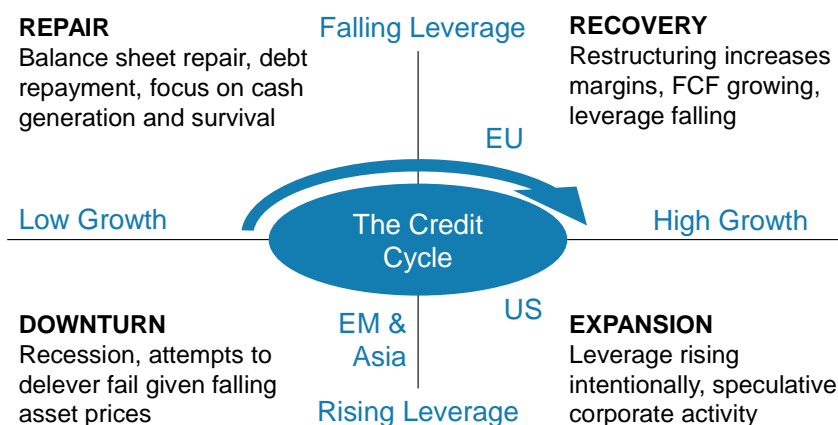 REPAIR
Balance sheet repair, debt
repayment, focus on cash
generation and survival
Falling Leverage
RECOVERY
Restructuring increases
margins, FCF growing,
leverage falling
EU
Low Growth
The Credit
Cycle
High Growth
DOWNTURN
Recession, attempts to
delever fail given falling
asset prices
EM &
Asia
US
Rising Leverage
EXPANSION
Leverage rising
intentionally, speculative
corporate activity